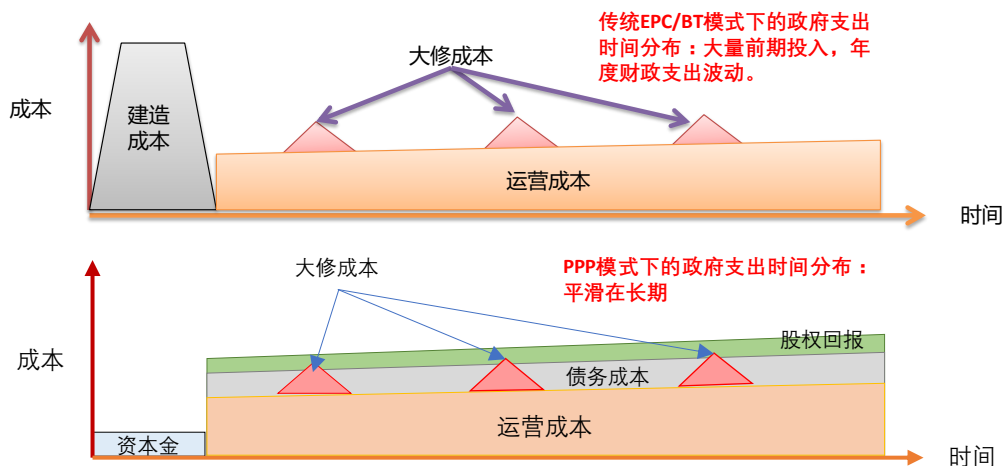 传统EPC/BT模式下的政府支出
时间分布：大量前期投入，年
度财政支出波动。
大修成本
成本
建造
成本
运营成本
时间
大修成本
PPP模式下的政府支出时间分布：
平滑在长期
股权回报
成本
债务成本
运营成本
资本金
时间